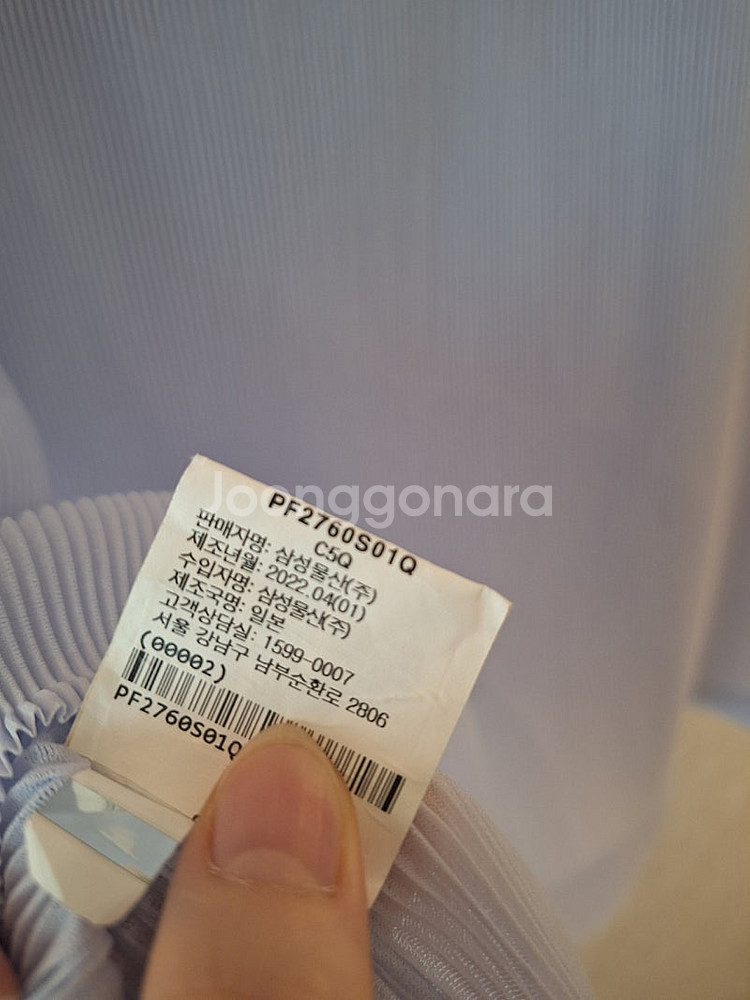 Joonggonara
PF2760S01Q
C5Q
판매자명: 삼성물산(주)
제조년월: 2022.04(01)
수입자명: 삼성물산(주)
제조국명: 일본
고객상담실: 1599-0007
서울 강남구 남부순환로 2806
(00002)
PF2760S01Q